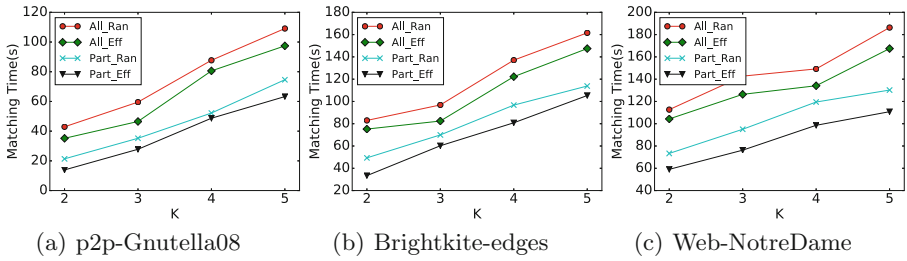 120
100
80
60
40
20
0
Matching Time(s)
All_Ran
All_Eff
Part_Ran
Part_Eff
2 3 4 5
K
(a) p2p-Gnutella08
180
160
140
120
100
80
60
40
20
Matching Time(s)
All_Ran
All_Eff
Part_Ran
Part_Eff
2 3 4 5
K
(b) Brightkite-edges
200
180
160
140
120
100
80
60
40
Matching Time(s)
All_Ran
All_Eff
Part_Ran
Part_Eff
2 3 4 5
K
(c) Web-NotreDame